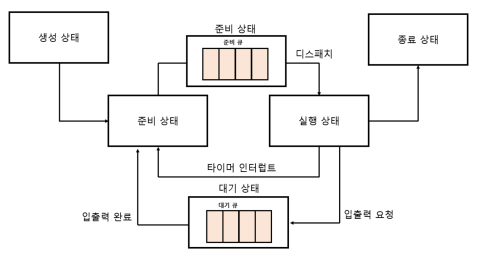 준비 상태
생성 상태
준비 큐
종료 상태
디스패치
준비 상태
실행 상태
타이머 인터럽트
대기 상태
대기 큐
입출력 완료
입출력 요청